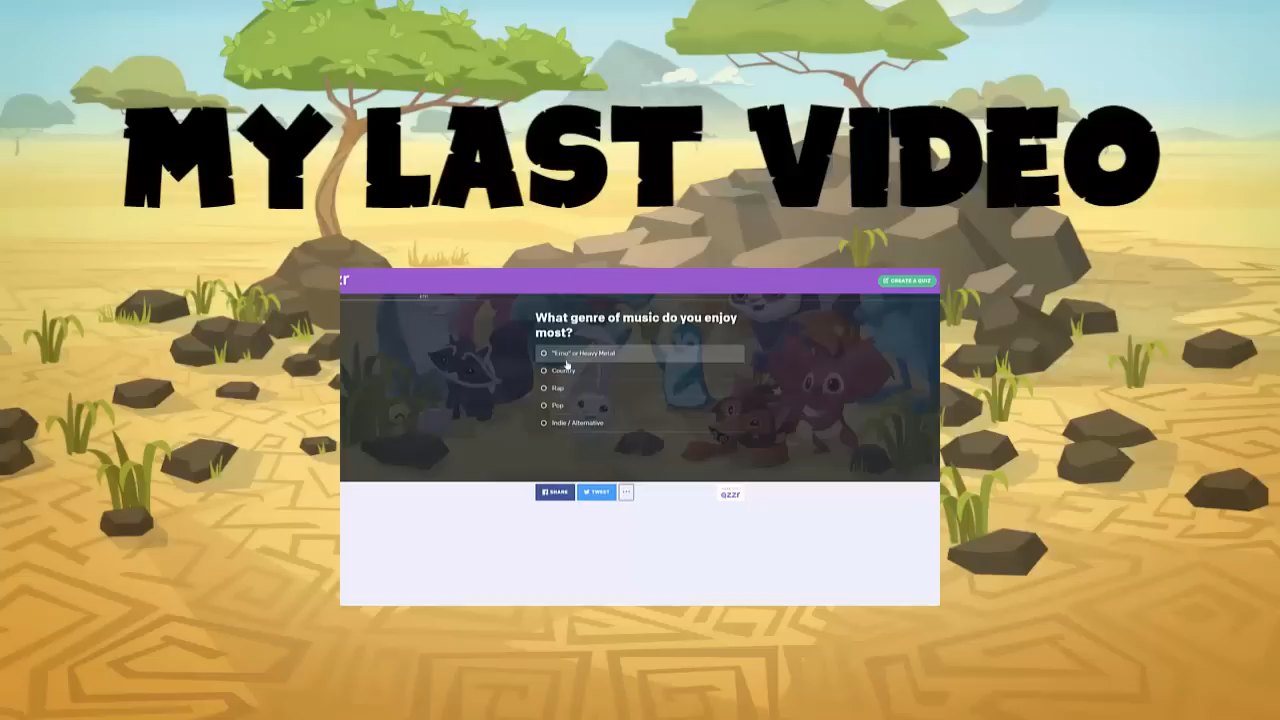 MY LAST VIDEO
zr
CREATE A QUIZ
What genre of music do you enjoy
most?
"Emo" or Heavy Metal
Country
Rap
Pop
Indie / Alternative
SHARE
TWEET
qzzr